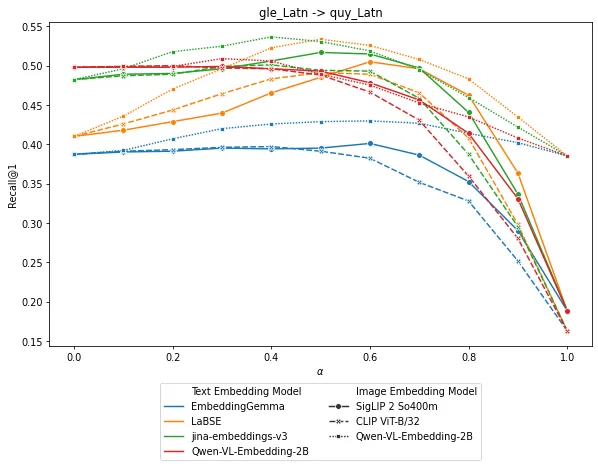 gle_Latn -> quy_Latn
Recall@1
0.55
0.50
0.45
0.40
0.35
0.30
0.25
0.20
0.15
0.0 0.2 0.4 0.6 0.8 1.0
α
Text Embedding Model
EmbeddingGemma
LaBSE
jina-embeddings-v3
Qwen-VL-Embedding-2B
Image Embedding Model
SigLIP 2 So400m
CLIP ViT-B/32
Qwen-VL-Embedding-2B